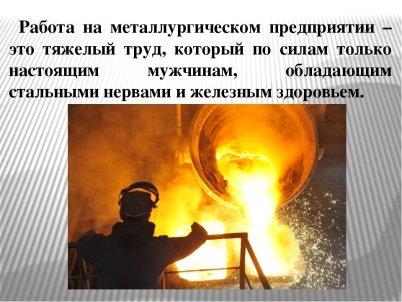 Работа на металлургическом предприятии –
это тяжелый труд, который по силам только
настоящим мужчинам, обладающим
стальными нервами и железным здоровьем.